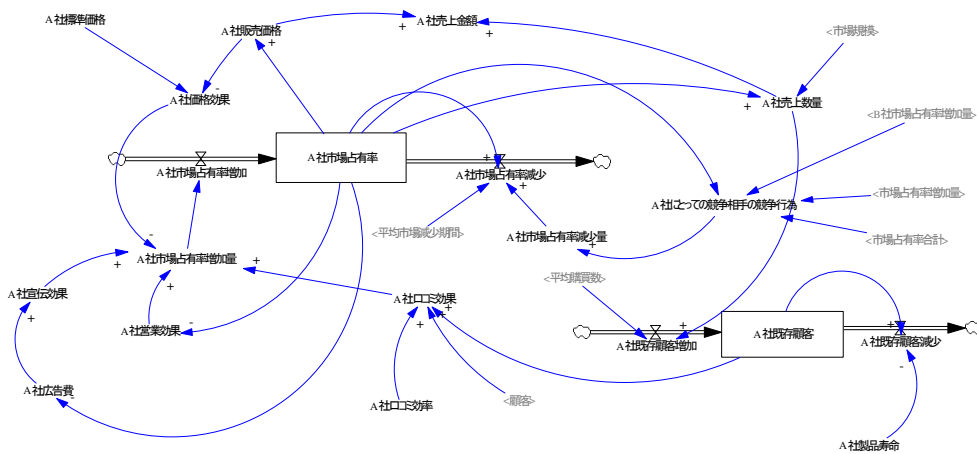 A社標準価格
A社販売価格
A社売上金額
<市場規模>
A社価格効果
A社売上数量
<B社市場占有率増加量>
A社市場占有率
A社市場占有率増加
A社市場占有率減少
<市場占有率増加量>
A社にとっての競争相手の競争行為
<平均市場減少期間>
A社市場占有率減少量
<市場占有率合計>
A社市場占有率増加量
<平均購買数>
A社宣伝効果
A社口コミ効果
A社営業効果
A社既存顧客
A社既存顧客増加
A社既存顧客減少
A社広告費
A社口コミ効率
<顧客>
A社製品寿命